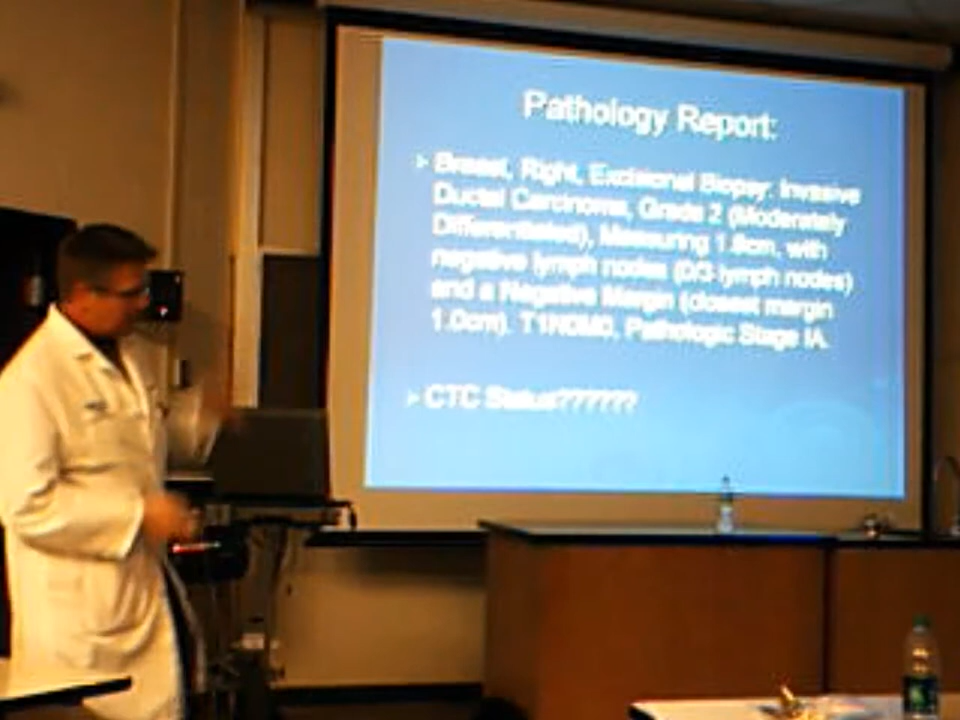 Pathology Report:
Breast, Right, Excisional Biopsy: Invasive
Ductal Carcinoma, Grade 2 (Moderately
Differentiated), Measuring 1.8cm, with
negative lymph nodes (0/3 lymph nodes)
and a Negative Margin (closest margin
1.0cm). T1N0M0, Pathologic Stage IA.
CTC Status??????